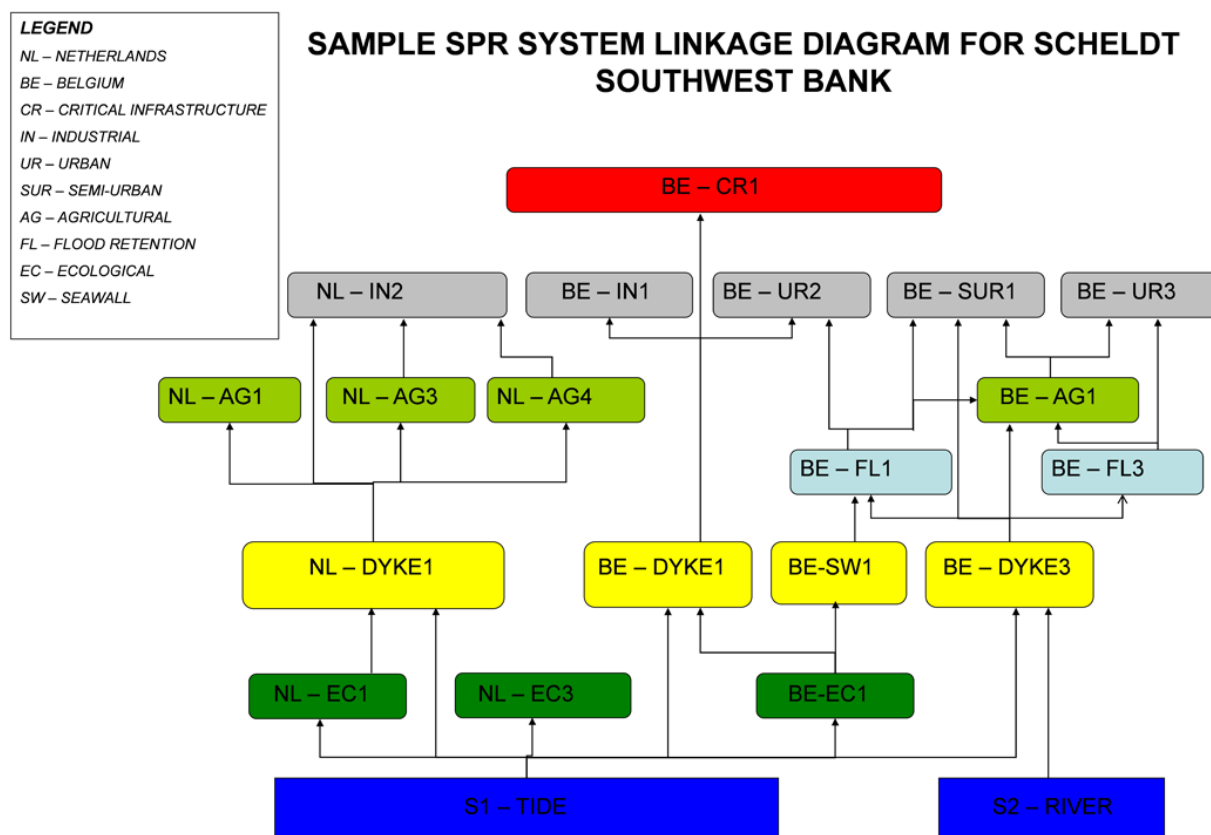 LEGEND
NL – NETHERLANDS
BE – BELGIUM
CR – CRITICAL INFRASTRUCTURE
IN – INDUSTRIAL
UR – URBAN
SUR – SEMI-URBAN
AG – AGRICULTURAL
FL – FLOOD RETENTION
EC – ECOLOGICAL
SW – SEAWALL
SAMPLE SPR SYSTEM LINKAGE DIAGRAM FOR SCHELDT
SOUTHWEST BANK
BE – CR1
NL – IN2
BE – IN1
BE – UR2
BE – SUR1
BE – UR3
NL – AG1
NL – AG3
NL – AG4
BE – AG1
BE – FL1
BE – FL3
NL – DYKE1
BE – DYKE1
BE-SW1
BE – DYKE3
NL – EC1
NL – EC3
BE-EC1
S1 – TIDE
S2 – RIVER